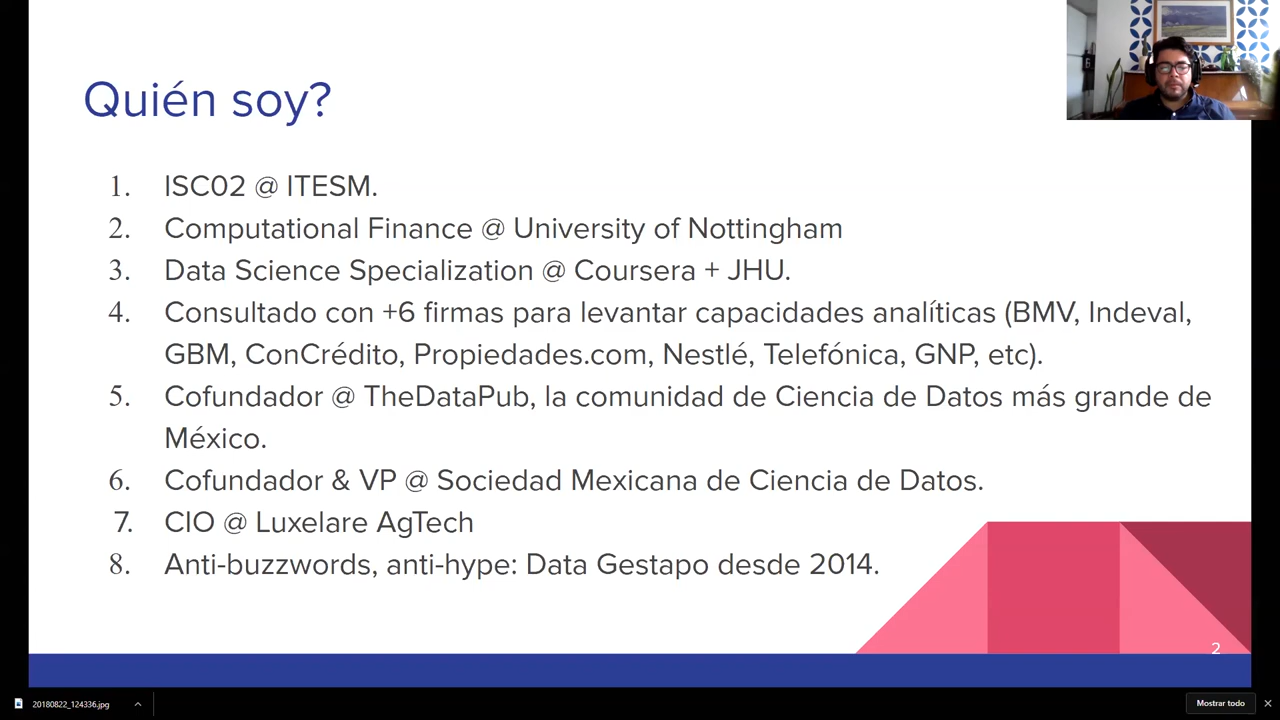 Quién soy?
1. ISC02 @ ITESM.
2. Computational Finance @ University of Nottingham
3. Data Science Specialization @ Coursera + JHU.
4. Consultado con +6 firmas para levantar capacidades analíticas (BMV, Indeval,
GBM, ConCrédito, Propiedades.com, Nestlé, Telefónica, GNP, etc).
5. Cofundador @ TheDataPub, la comunidad de Ciencia de Datos más grande de
México.
6. Cofundador & VP @ Sociedad Mexicana de Ciencia de Datos.
7. CIO @ Luxelare AgTech
8. Anti-buzzwords, anti-hype: Data Gestapo desde 2014.
2
20180822_124336.jpg
Mostrar todo